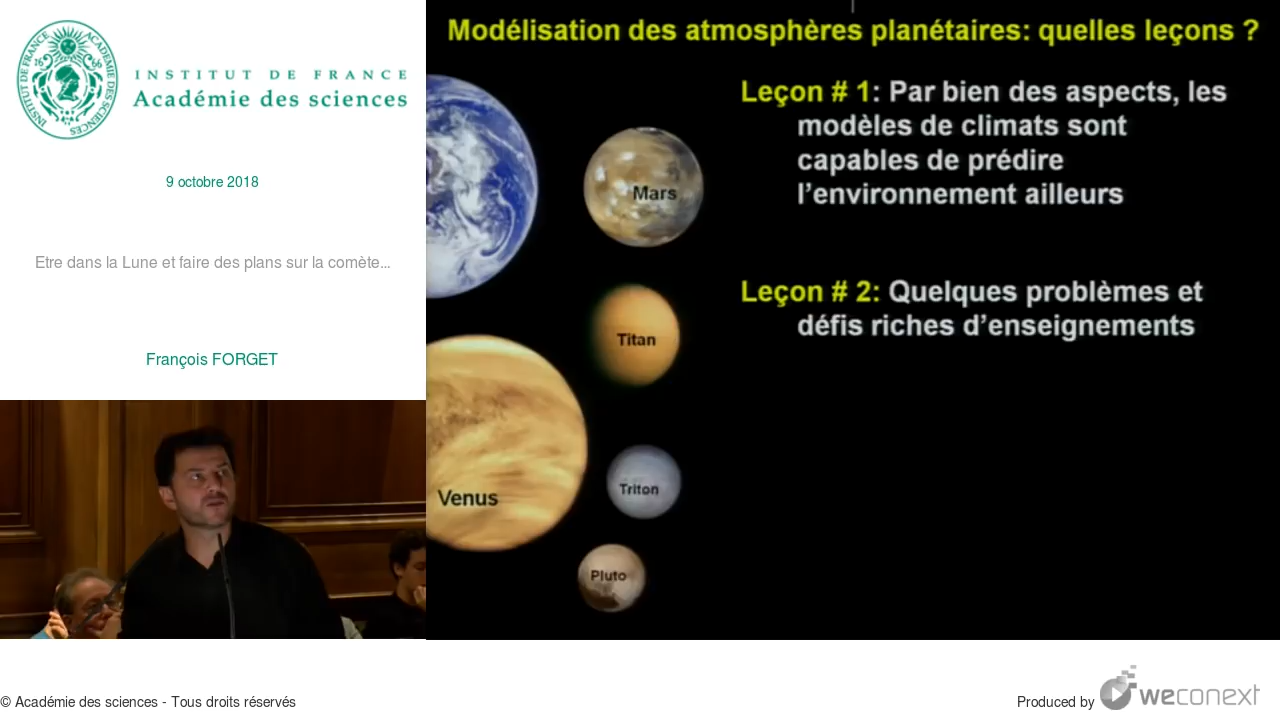 INSTITUT DE FRANCE
Académie des sciences
9 octobre 2018
Etre dans la Lune et faire des plans sur la comète...
François FORGET
Modélisation des atmosphères planétaires: quelles leçons ?
Leçon # 1: Par bien des aspects, les
modèles de climats sont
capables de prédire
l'environnement ailleurs
Leçon # 2: Quelques problèmes et
défis riches d'enseignements
Mars
Titan
Venus
Triton
Pluto
© Académie des sciences - Tous droits réservés
Produced by weconext